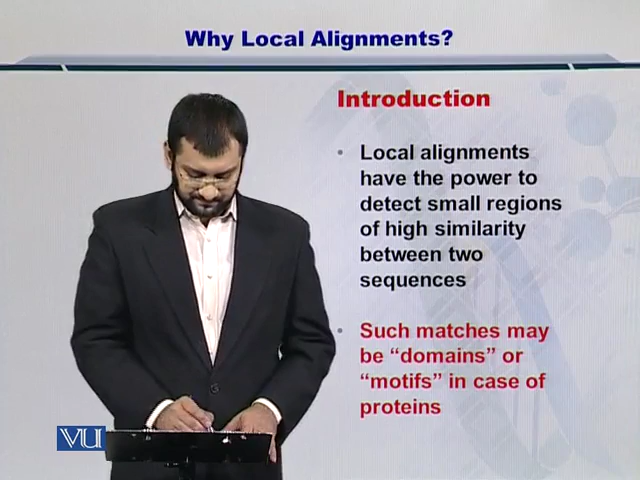 Why Local Alignments?
Introduction
• Local alignments
have the power to
detect small regions
of high similarity
between two
sequences
• Such matches may
be “domains” or
“motifs” in case of
proteins
VU